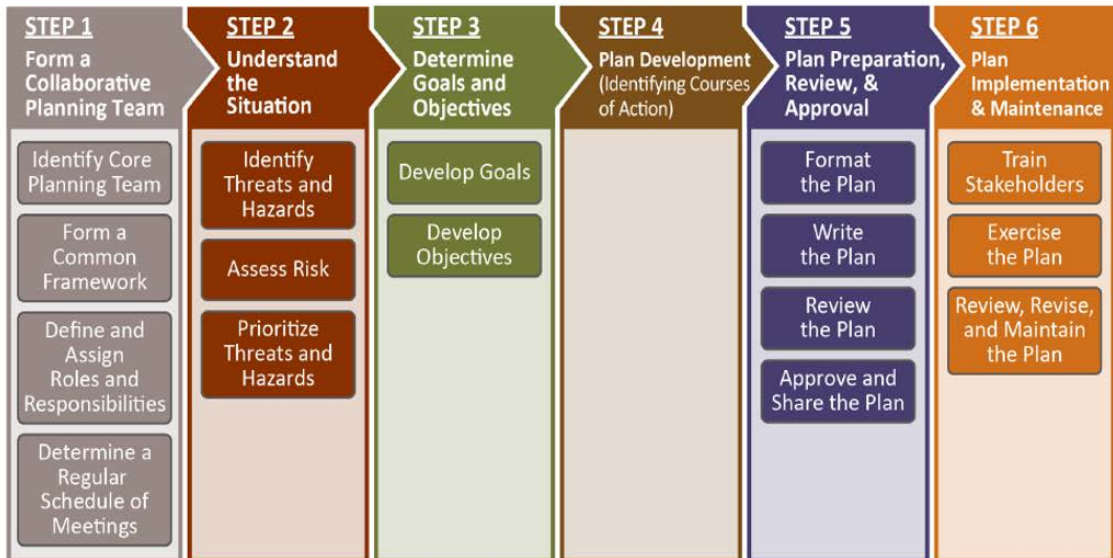 STEP 1
Form a
Collaborative
Planning Team
Identify Core
Planning Team
Form a
Common
Framework
Define and
Assign
Roles and
Responsibilities
Determine a
Regular
Schedule of
Meetings
STEP 2
Understand
the
Situation
Identify
Threats and
Hazards
Assess Risk
Prioritize
Threats and
Hazards
STEP 3
Determine
Goals and
Objectives
Develop Goals
Develop
Objectives
STEP 4
Plan Development
(Identifying Courses
of Action)
STEP 5
Plan Preparation,
Review, &
Approval
Format
the Plan
Write
the Plan
Review
the Plan
Approve and
Share the Plan
STEP 6
Plan
Implementation
& Maintenance
Train
Stakeholders
Exercise
the Plan
Review, Revise,
and Maintain
the Plan